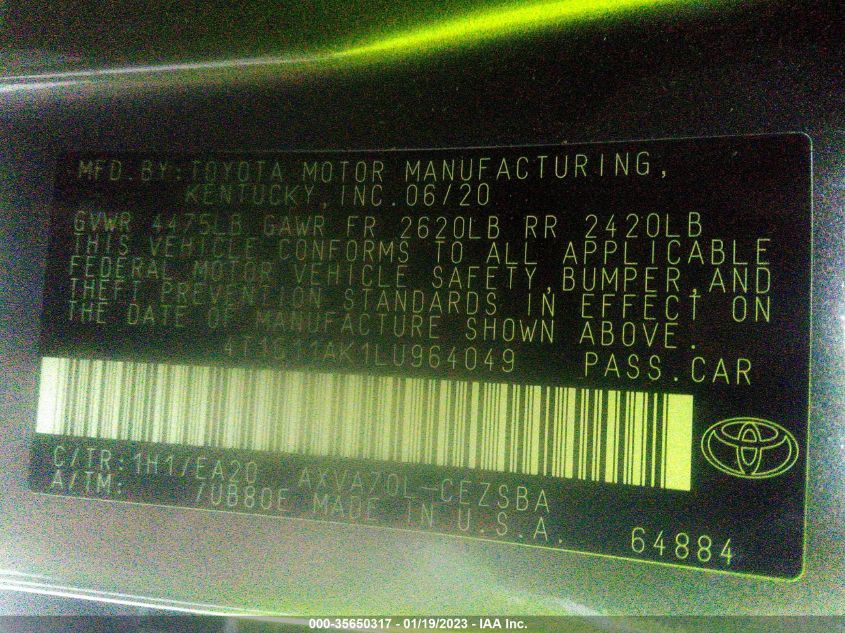 MFD.BY:TOYOTA MOTOR MANUFACTURING,
KENTUCKY,INC.06/20
GVWR 4475LB GAWR FR 2620LB RR 2420LB
THIS VEHICLE CONFORMS TO ALL APPLICABLE
FEDERAL MOTOR VEHICLE SAFETY,BUMPER,AND
THEFT PREVENTION STANDARDS IN EFFECT ON
THE DATE OF MANUFACTURE SHOWN ABOVE.
4T1G11AK1LU964049 PASS.CAR
C/TR:1H1/EA20 AXVA70L-CEZSBA
A/TM: /UB80E MADE IN U.S.A.
64884
000-35650317 - 01/19/2023 - IAA Inc.